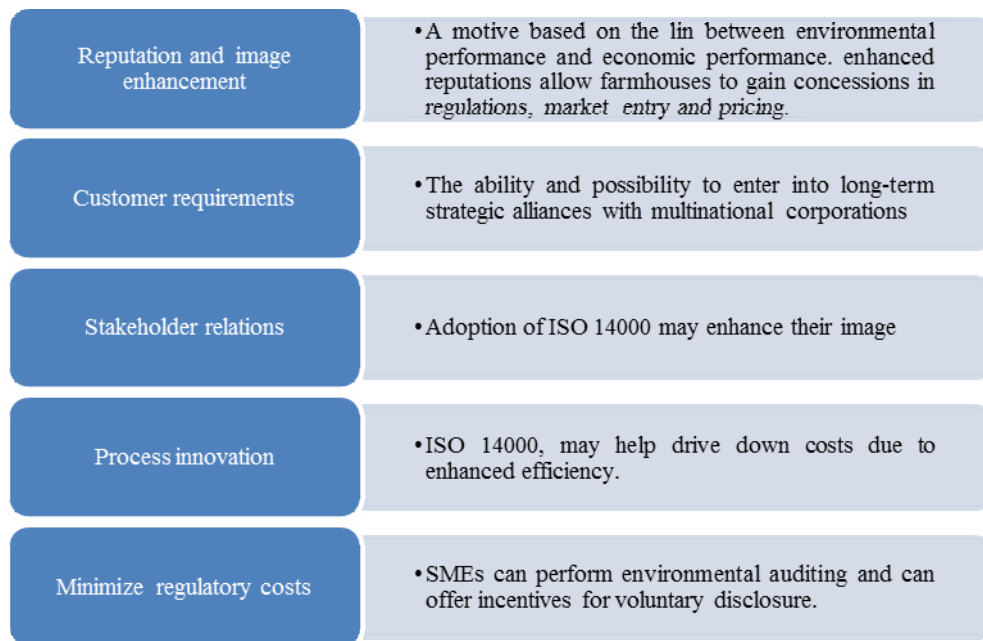 Reputation and image
enhancement
•A motive based on the lin between environmental
performance and economic performance. enhanced
reputations allow farmhouses to gain concessions in
regulations, market entry and pricing.
Customer requirements
•The ability and possibility to enter into long-term
strategic alliances with multinational corporations
Stakeholder relations
•Adoption of ISO 14000 may enhance their image
Process innovation
•ISO 14000, may help drive down costs due to
enhanced efficiency.
Minimize regulatory costs
•SMEs can perform environmental auditing and can
offer incentives for voluntary disclosure.